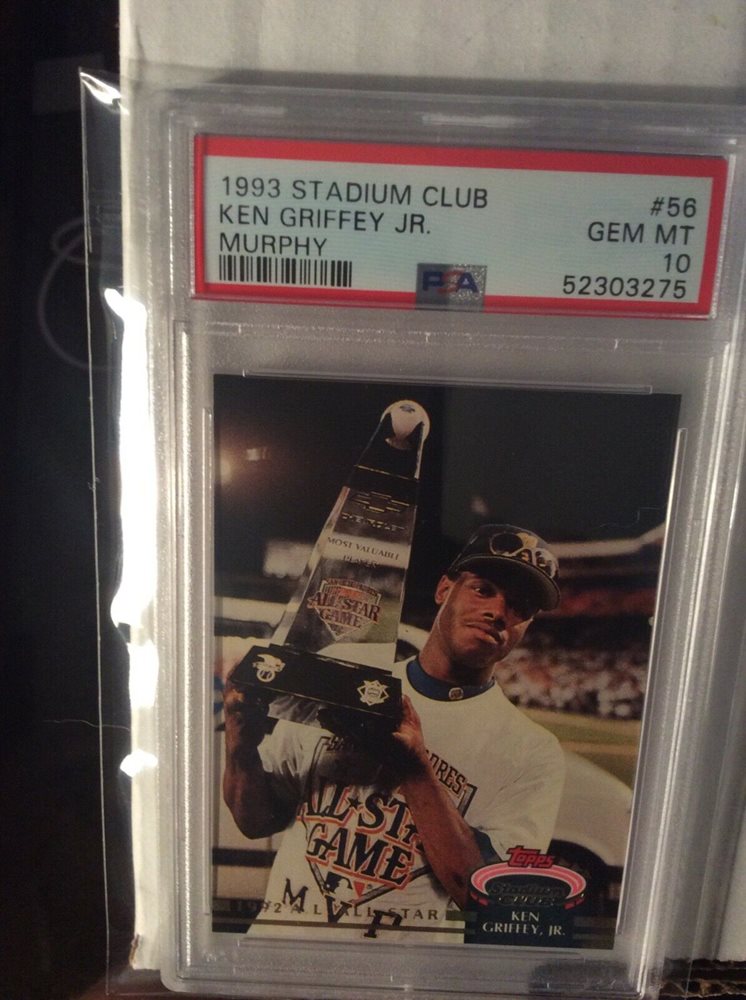 1993 STADIUM CLUB #56
KEN GRIFFEY JR. GEM MT
MURPHY 10
PSA 52303275
CHEVROLET
MOST VALUABLE
PLAYER
ALL STAR
GAME
ALL★STAR
GAME
MVP
1992 A L ALL STAR
Topps
Stadium
Club
KEN
GRIFFEY, JR.